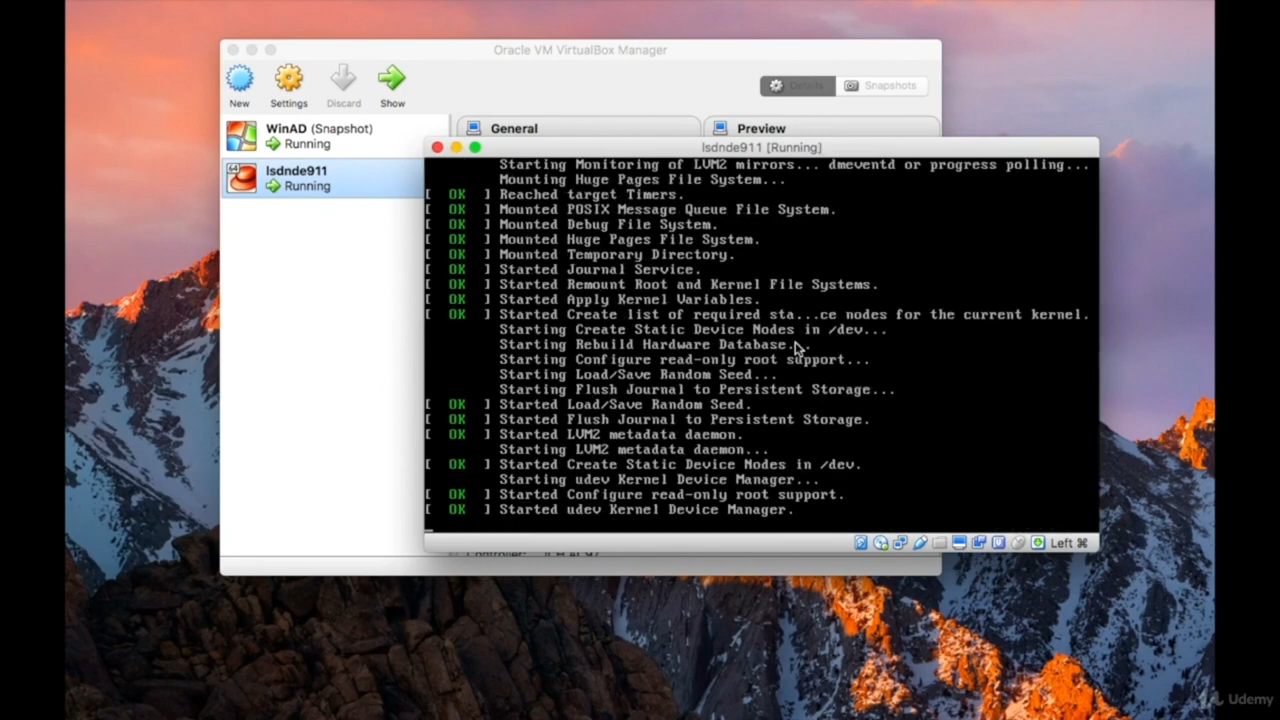 Oracle VM VirtualBox Manager
New
Settings
Discard
Show
Details
Snapshots
WinAD (Snapshot)
Running
64
lsdnde911
Running
General
Preview
lsdnde911 [Running]
Starting Monitoring of LVM2 mirrors... dmeventd or progress polling...
Mounting Huge Pages File System...
[ OK ] Reached target Timers.
[ OK ] Mounted POSIX Message Queue File System.
[ OK ] Mounted Debug File System.
[ OK ] Mounted Huge Pages File System.
[ OK ] Mounted Temporary Directory.
[ OK ] Started Journal Service.
[ OK ] Started Remount Root and Kernel File Systems.
[ OK ] Started Apply Kernel Variables.
[ OK ] Started Create list of required sta...ce nodes for the current kernel.
Starting Create Static Device Nodes in /dev...
Starting Rebuild Hardware Database...
Starting Configure read-only root support...
Starting Load/Save Random Seed...
Starting Flush Journal to Persistent Storage...
[ OK ] Started Load/Save Random Seed.
[ OK ] Started Flush Journal to Persistent Storage.
[ OK ] Started LVM2 metadata daemon.
Starting LVM2 metadata daemon...
[ OK ] Started Create Static Device Nodes in /dev.
Starting udev Kernel Device Manager...
[ OK ] Started Configure read-only root support.
[ OK ] Started udev Kernel Device Manager.
Left ⌘
Udemy